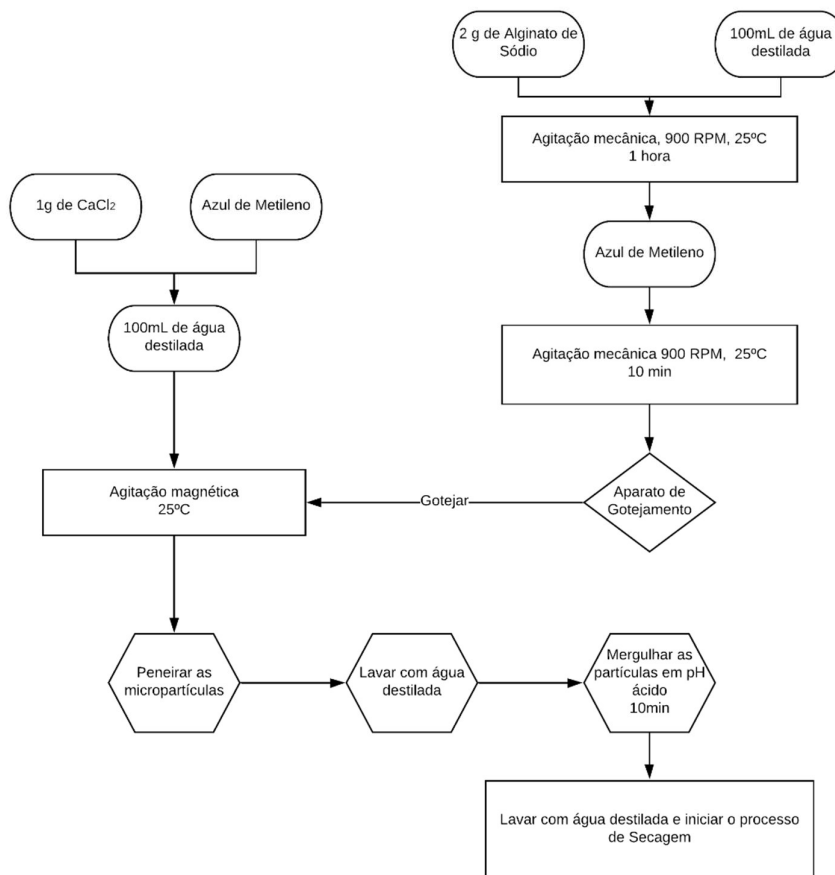 2 g de Alginato de
Sódio
100mL de água
destilada
Agitação mecânica, 900 RPM, 25ºC
1 hora
1g de CaCl2
Azul de Metileno
Azul de Metileno
100mL de água
destilada
Agitação mecânica 900 RPM, 25ºC
10 min
Agitação magnética
25ºC
Gotejar
Aparato de
Gotejamento
Peneirar as
micropartículas
Lavar com água
destilada
Mergulhar as
partículas em pH
ácido
10min
Lavar com água destilada e iniciar o processo
de Secagem